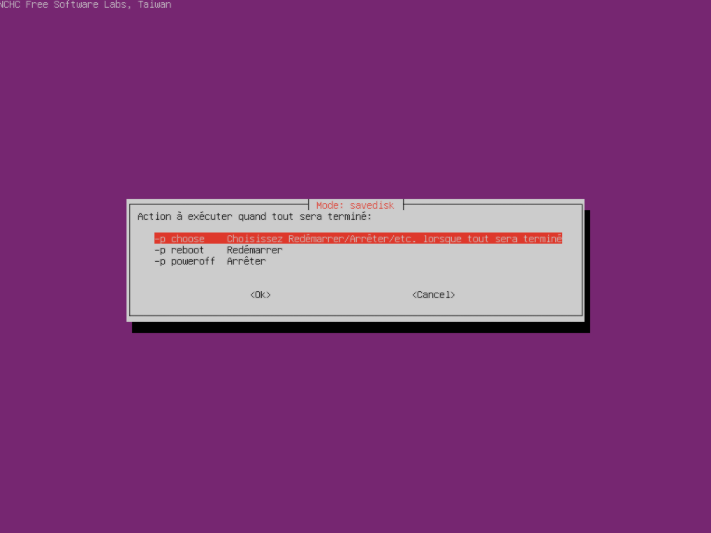 NCHC Free Software Labs, Taiwan
Mode: savedisk
Action à exécuter quand tout sera terminé:
-p choose Choisissez Redémarrer/Arrêter/etc. lorsque tout sera terminé
-p reboot Redémarrer
-p poweroff Arrêter
<Ok> <Cancel>